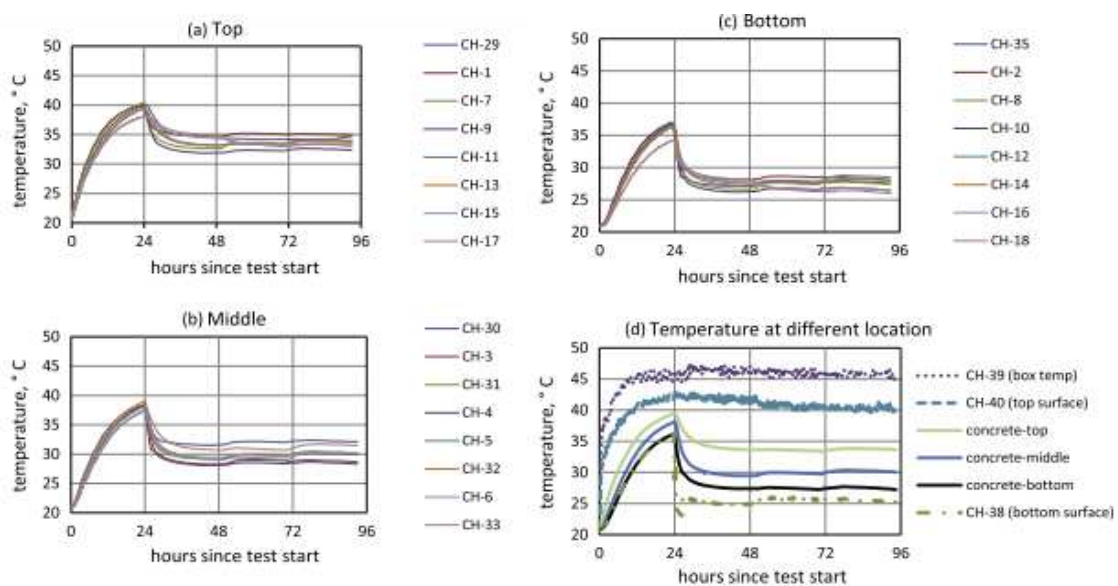 (a) Top
temperature, ° C
50
45
40
35
30
25
20
0 24 48 72 96
hours since test start
CH-29
CH-1
CH-7
CH-9
CH-11
CH-13
CH-15
CH-17
(c) Bottom
temperature, ° C
50
45
40
35
30
25
20
0 24 48 72 96
hours since test start
CH-35
CH-2
CH-8
CH-10
CH-12
CH-14
CH-16
CH-18
(b) Middle
temperature, ° C
50
45
40
35
30
25
20
0 24 48 72 96
hours since test start
CH-30
CH-3
CH-31
CH-4
CH-5
CH-32
CH-6
CH-33
(d) Temperature at different location
temperature, ° C
50
45
40
35
30
25
20
0 24 48 72 96
hours since test start
CH-39 (box temp)
CH-40 (top surface)
concrete-top
concrete-middle
concrete-bottom
CH-38 (bottom surface)